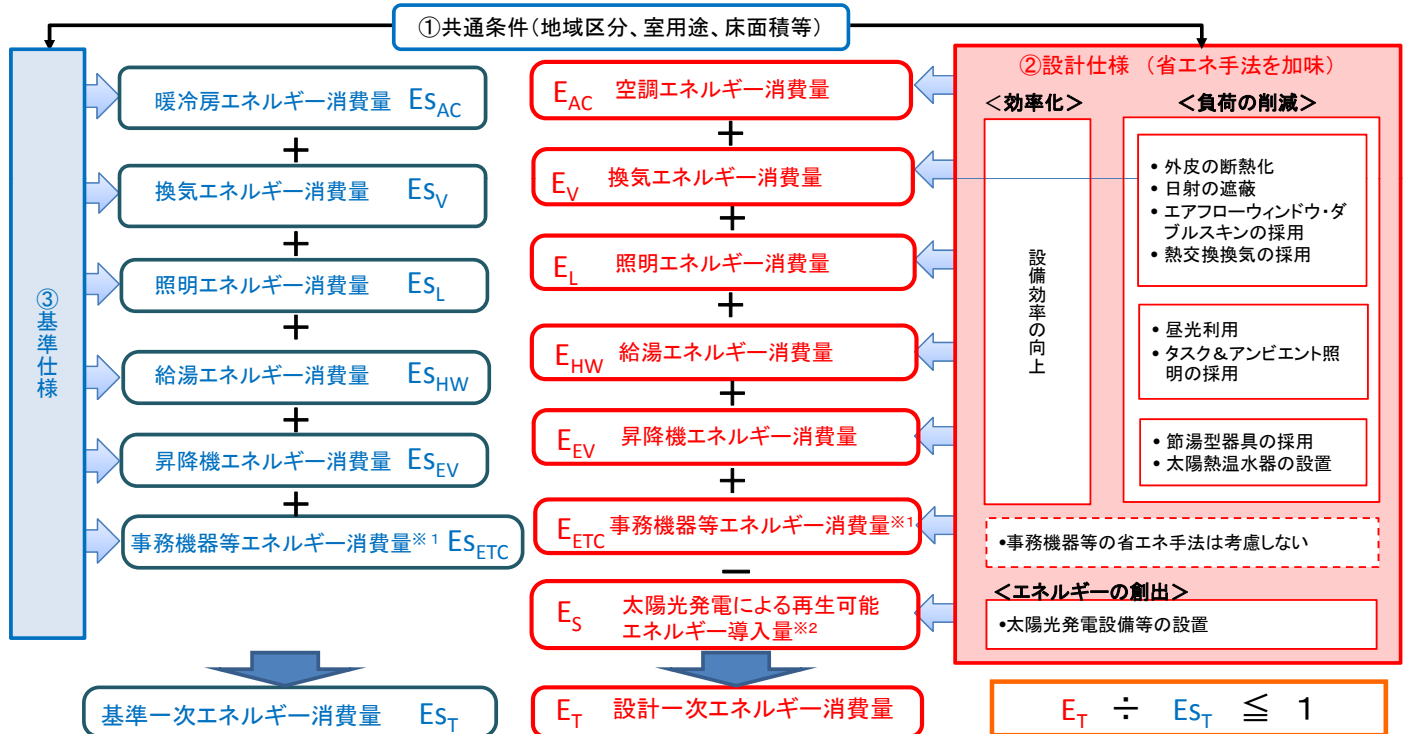 ①共通条件(地域区分、室用途、床面積等)
③基準仕様
暖冷房エネルギー消費量 EsAC
+
換気エネルギー消費量 EsV
+
照明エネルギー消費量 EsL
+
給湯エネルギー消費量 EsHW
+
昇降機エネルギー消費量 EsEV
+
事務機器等エネルギー消費量※1 EsETC
基準一次エネルギー消費量 EsT
EAC 空調エネルギー消費量
+
EV 換気エネルギー消費量
+
EL 照明エネルギー消費量
+
EHW 給湯エネルギー消費量
+
EEV 昇降機エネルギー消費量
+
EETC 事務機器等エネルギー消費量※1
−
ES 太陽光発電による再生可能
エネルギー導入量※2
ET 設計一次エネルギー消費量
②設計仕様 (省エネ手法を加味)
<効率化>
設備効率の向上
<負荷の削減>
• 外皮の断熱化
• 日射の遮蔽
• エアフローウィンドウ・ダ
ブルスキンの採用
• 熱交換換気の採用
• 昼光利用
• タスク&アンビエント照
明の採用
• 節湯型器具の採用
• 太陽熱温水器の設置
•事務機器等の省エネ手法は考慮しない
<エネルギーの創出>
•太陽光発電設備等の設置
ET ÷ EsT ≦ 1